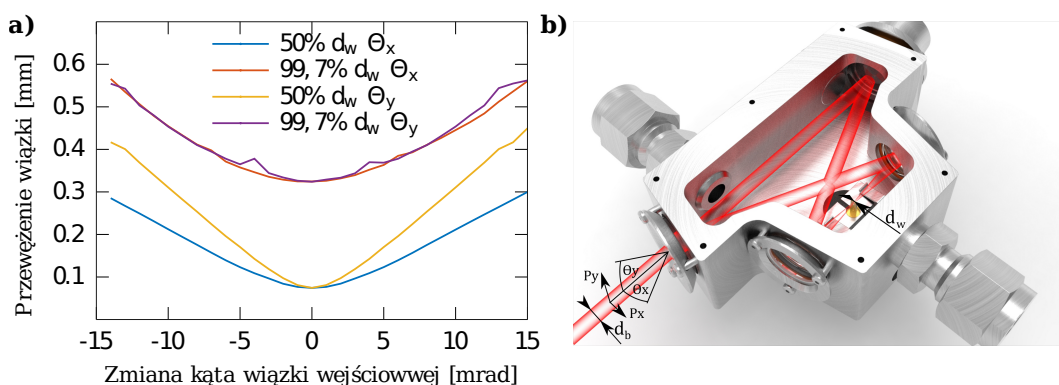 a)
Przewężenie wiązki [mm]
0.6
0.5
0.4
0.3
0.2
0.1
50% d_w Θ_x
99, 7% d_w Θ_x
50% d_w Θ_y
99, 7% d_w Θ_y
-15
-10
-5
0
5
10
15
Zmiana kąta wiązki wejściowwej [mrad]
b)
d_w
Θy
Py
Θx
Px
d_b